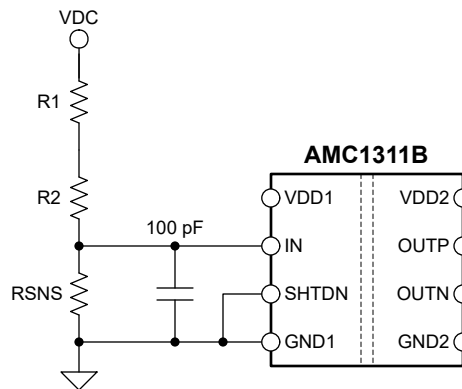 VDC
R1
R2
RSNS
100 pF
AMC1311B
VDD1
VDD2
IN
OUTP
SHTDN
OUTN
GND1
GND2